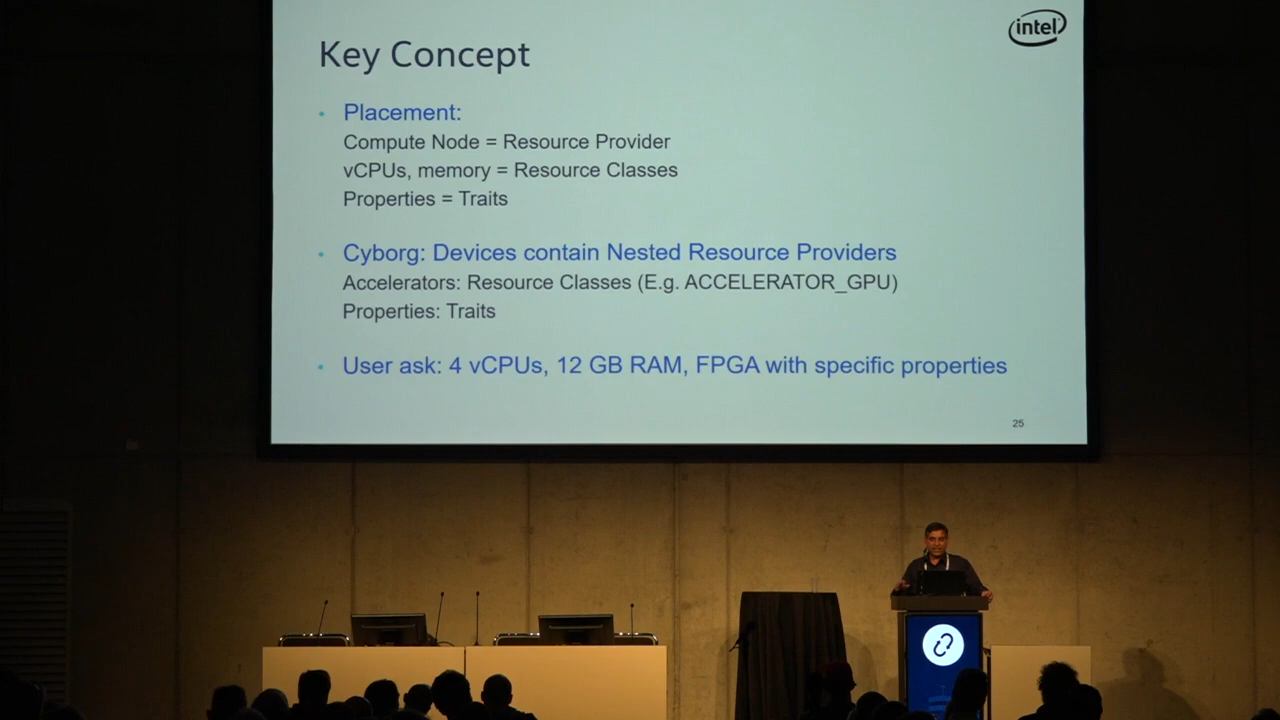 intel
Key Concept
• Placement:
Compute Node = Resource Provider
vCPUs, memory = Resource Classes
Properties = Traits
• Cyborg: Devices contain Nested Resource Providers
Accelerators: Resource Classes (E.g. ACCELERATOR_GPU)
Properties: Traits
• User ask: 4 vCPUs, 12 GB RAM, FPGA with specific properties
25